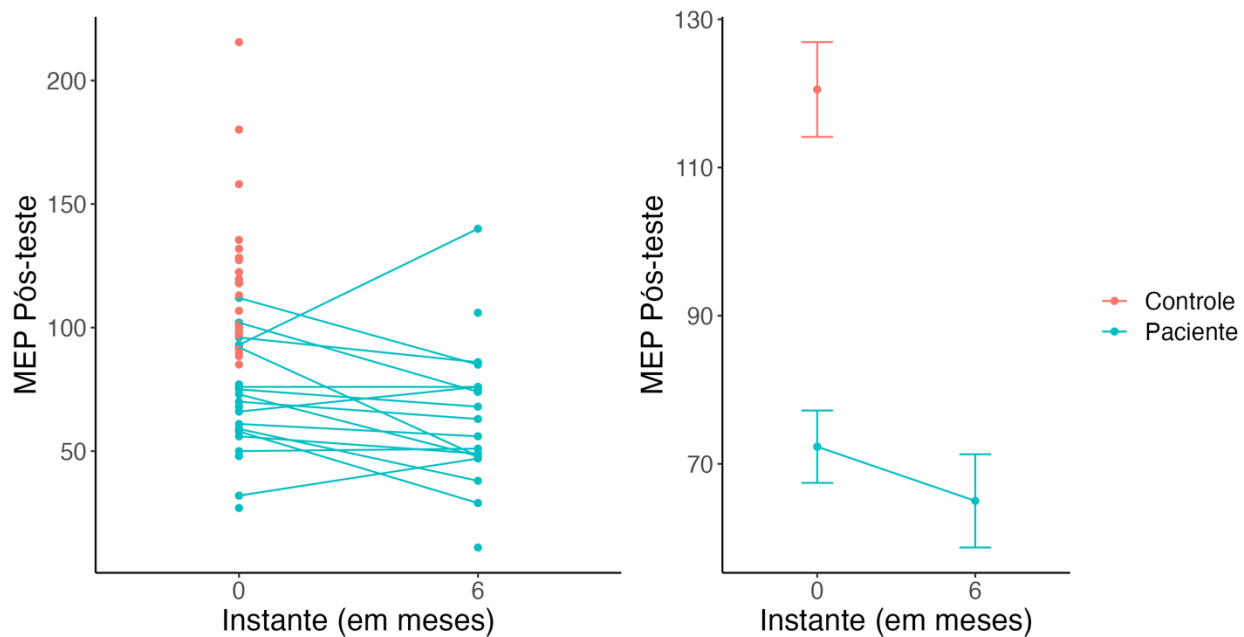 MEP Pós-teste
200
150
100
50
0
6
Instante (em meses)
MEP Pós-teste
130
110
90
70
0
6
Instante (em meses)
Controle
Paciente